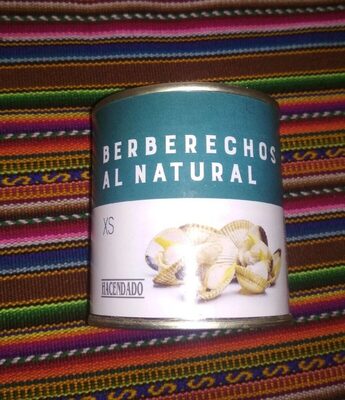 BERBERECHOS
AL NATURAL
XS
HACENDADO